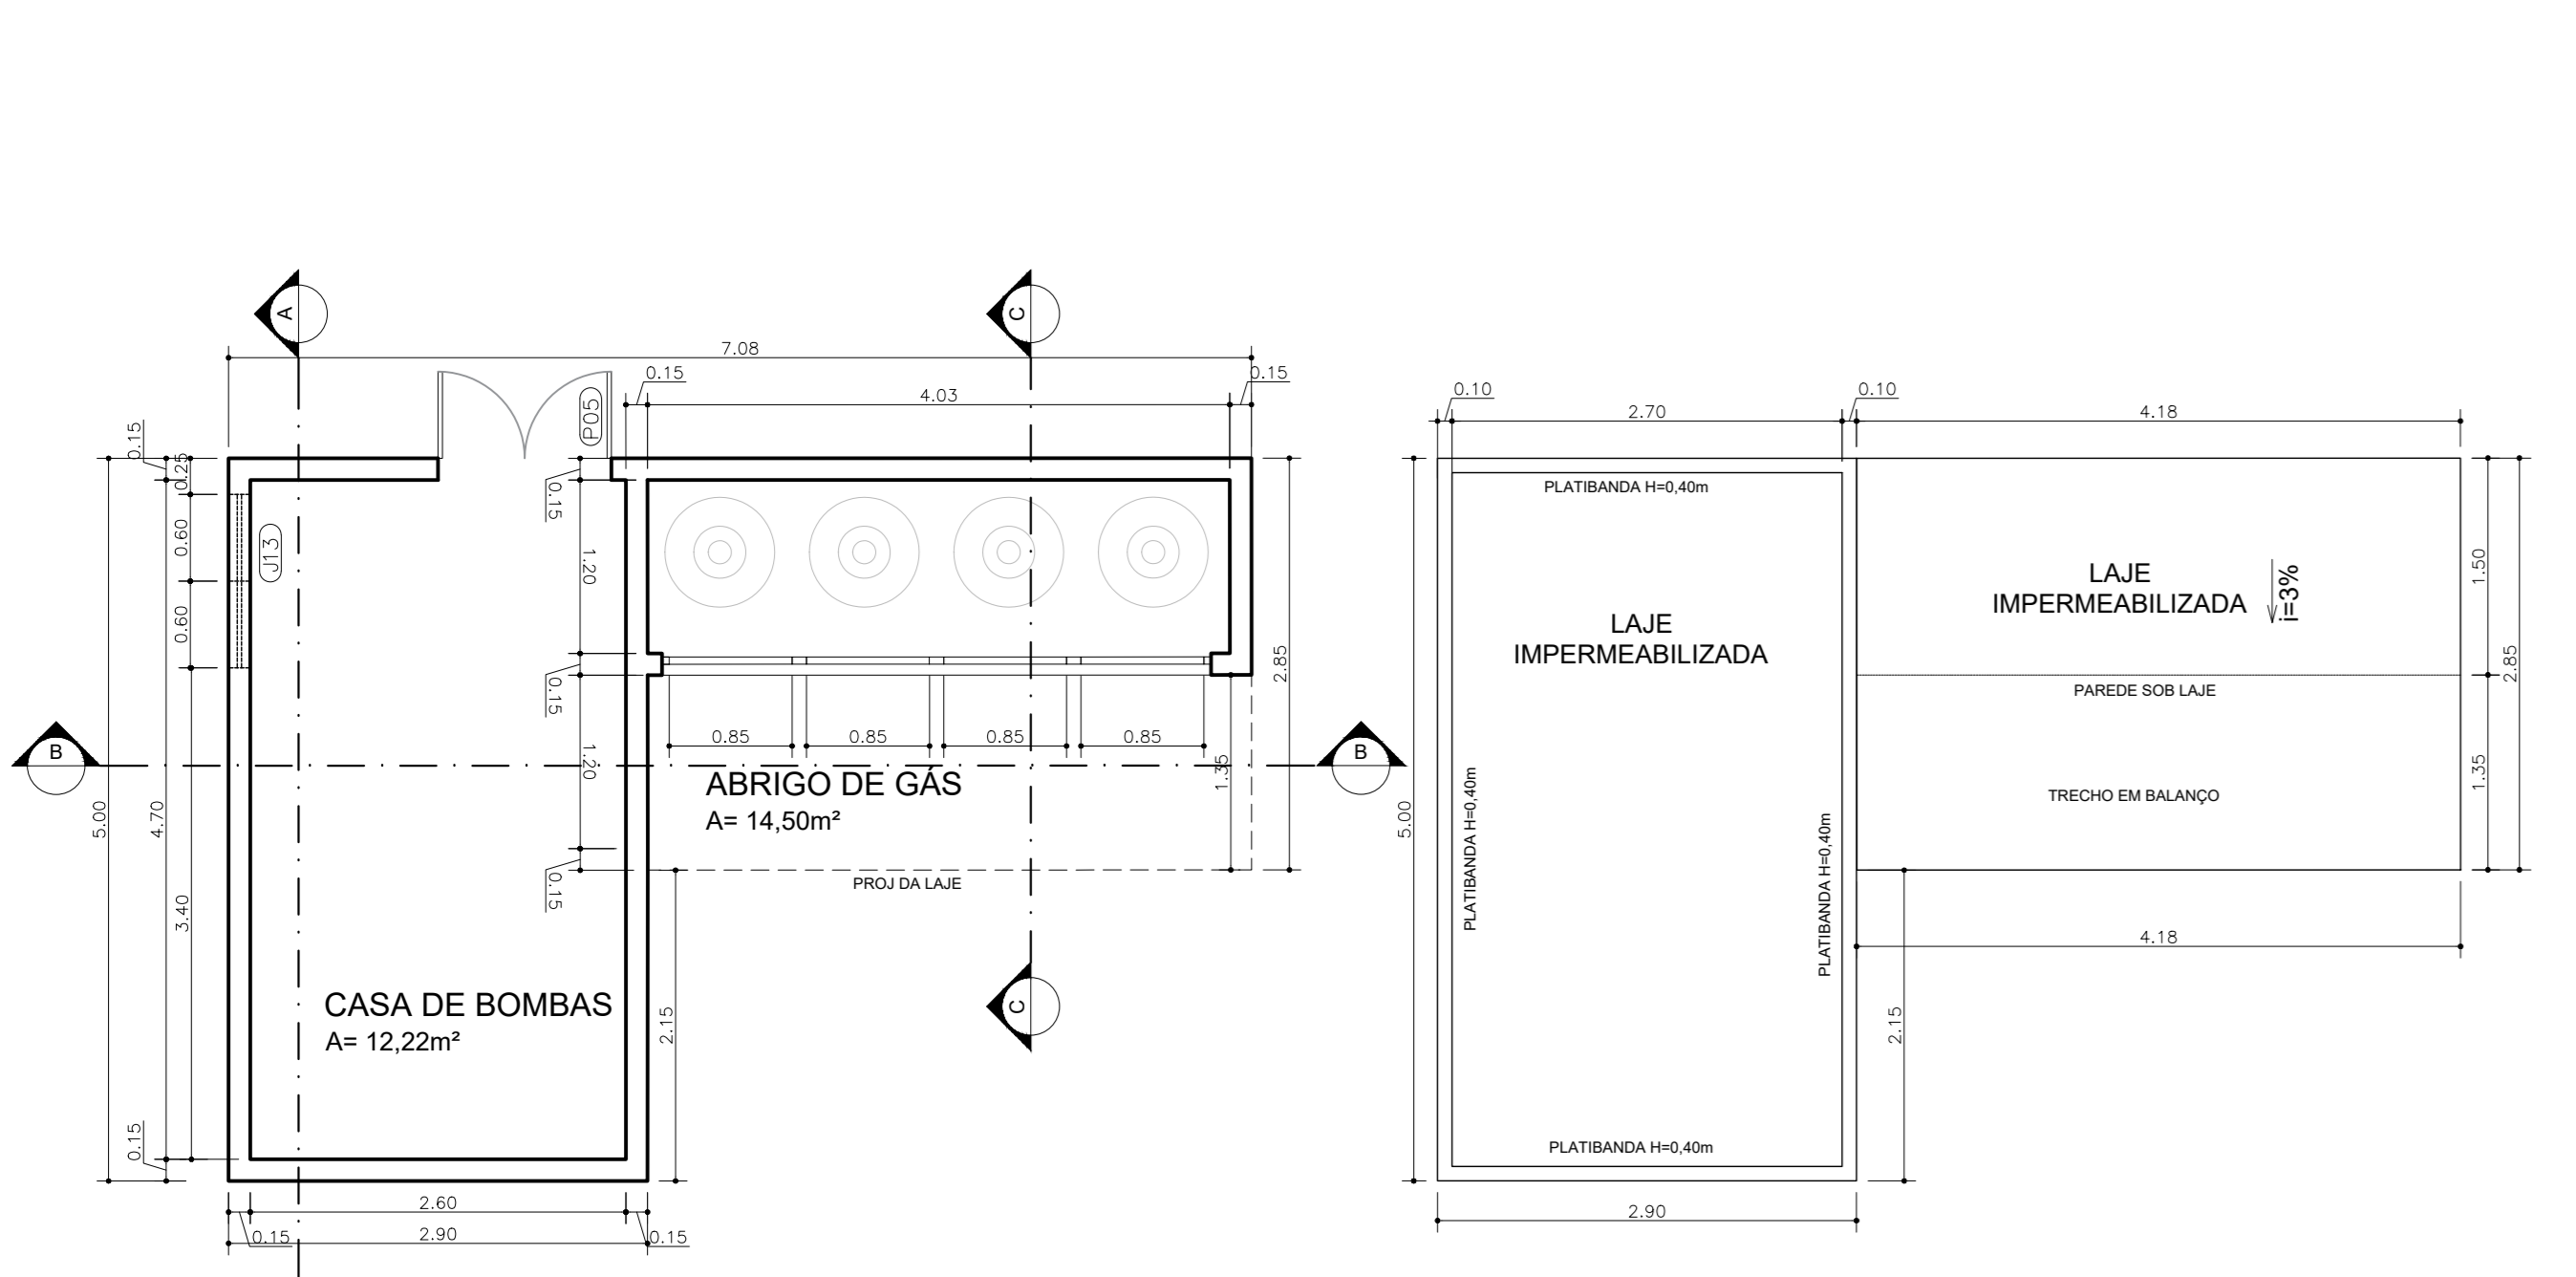 A
C
7.08
0.15
4.03
0.15
P05
0.15
0.25
0.60
0.60
J13
0.15
1.20
0.15
1.20
0.15
2.85
1.35
0.85
0.85
0.85
0.85
B
B
ABRIGO DE GÁS
A= 14,50m²
PROJ DA LAJE
5.00
4.70
3.40
0.15
CASA DE BOMBAS
A= 12,22m²
2.15
C
2.60
2.90
0.15
0.15
0.10
2.70
0.10
4.18
PLATIBANDA H=0,40m
LAJE
IMPERMEABILIZADA
LAJE
IMPERMEABILIZADA
i=3%
1.50
2.85
PAREDE SOB LAJE
TRECHO EM BALANÇO
1.35
5.00
PLATIBANDA H=0,40m
PLATIBANDA H=0,40m
4.18
2.15
PLATIBANDA H=0,40m
2.90